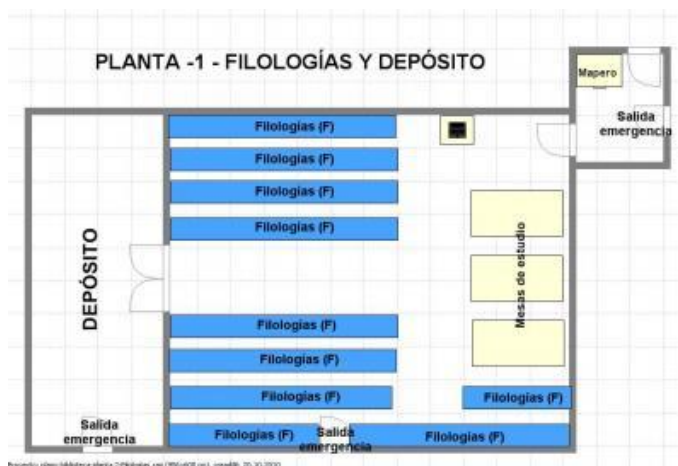 PLANTA -1 - FILOLOGÍAS Y DEPÓSITO
Mapero
Salida
emergencia
Filologías (F)
Filologías (F)
Filologías (F)
Filologías (F)
DEPÓSITO
Mesas de estudio
Filologías (F)
Filologías (F)
Filologías (F)
Filologías (F)
Salida
emergencia
Filologías (F)
Salida
emergencia
Filologías (F)